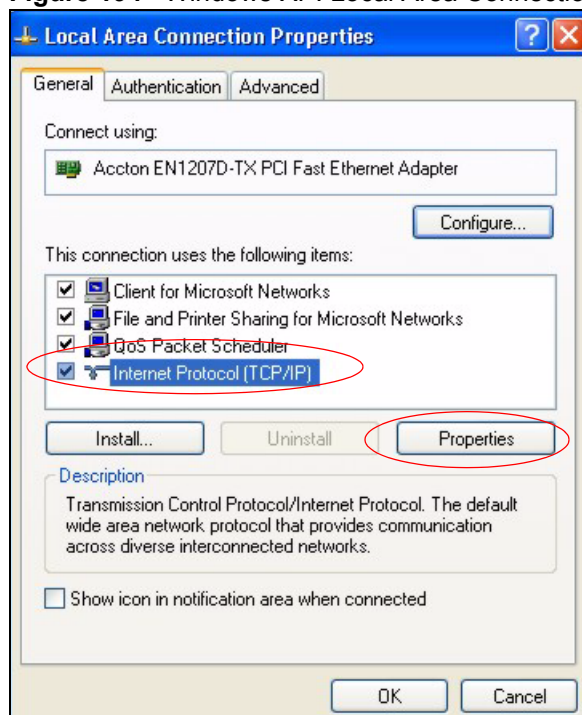 Local Area Connection Properties
General Authentication Advanced
Connect using:
Accton EN1207D-TX PCI Fast Ethernet Adapter
Configure...
This connection uses the following items:
Client for Microsoft Networks
File and Printer Sharing for Microsoft Networks
QoS Packet Scheduler
Internet Protocol (TCP/IP)
Install... Uninstall Properties
Description
Transmission Control Protocol/Internet Protocol. The default
wide area network protocol that provides communication
across diverse interconnected networks.
Show icon in notification area when connected
OK Cancel